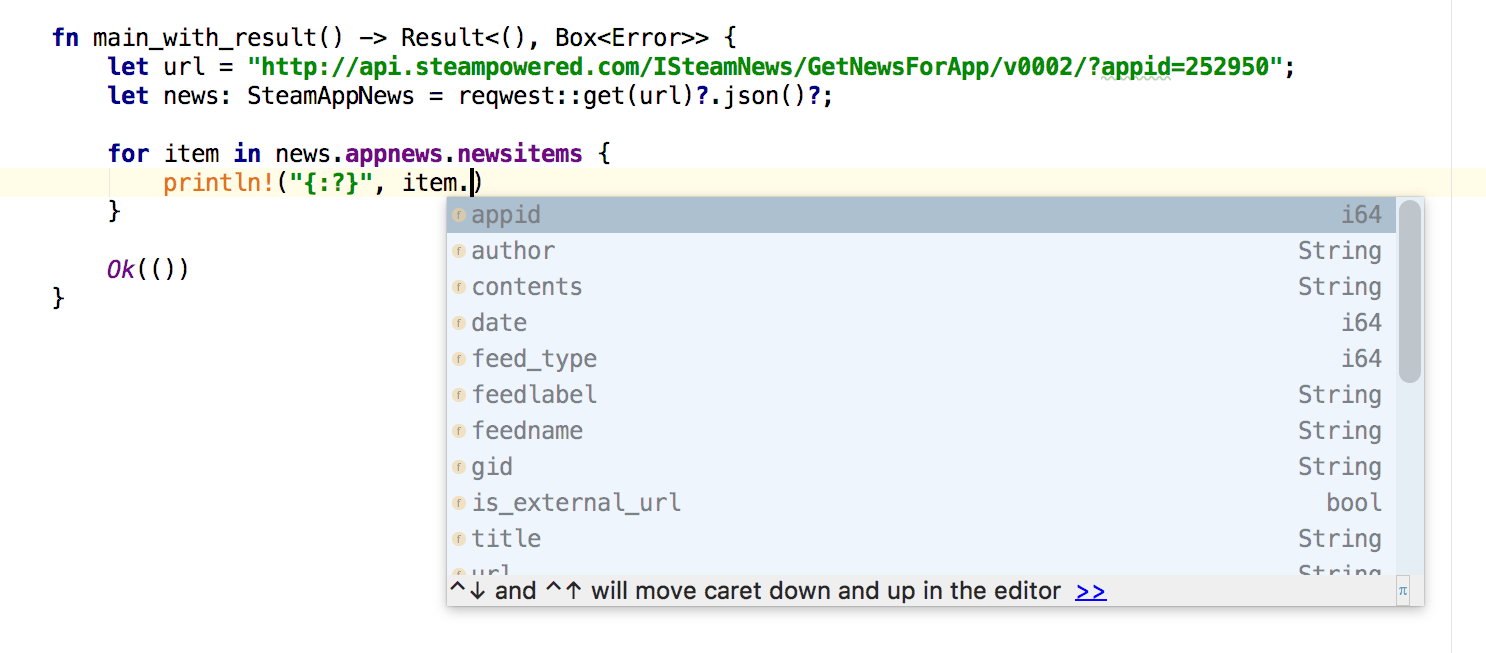 fn main_with_result() -> Result<(), Box<Error>> {
let url = "http://api.steampowered.com/ISteamNews/GetNewsForApp/v0002/?appid=252950";
let news: SteamAppNews = reqwest::get(url)?.json()?;
for item in news.appnews.newsitems {
println!("{:?}", item.)
}
appid i64
author String
contents String
date i64
feed_type i64
feedlabel String
feedname String
gid String
is_external_url bool
title String
url String
^↓ and ^↑ will move caret down and up in the editor >> π
Ok(())
}